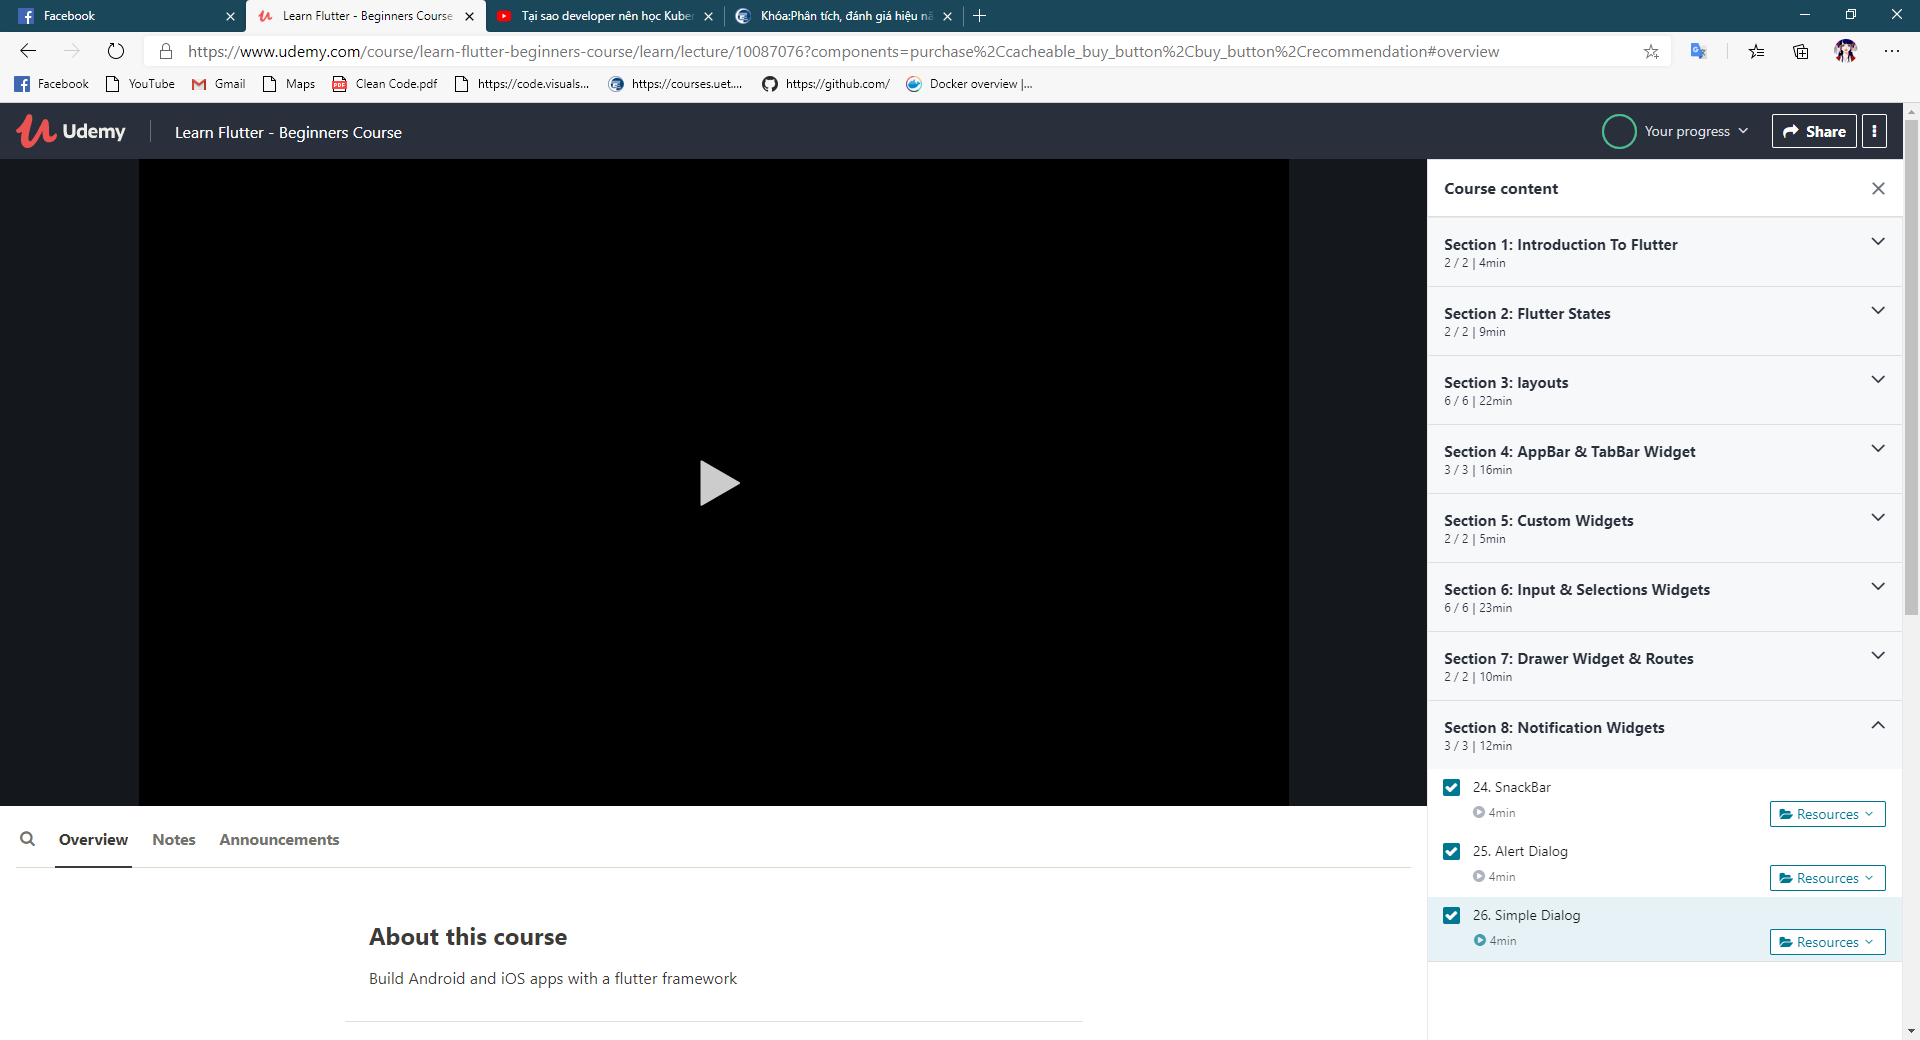 Facebook
Learn Flutter - Beginners Course
Tại sao developer nên học Kuber
Khóa:Phân tích, đánh giá hiệu nă
https://www.udemy.com/course/learn-flutter-beginners-course/learn/lecture/10087076?components=purchase%2Ccacheable_buy_button%2Cbuy_button%2Crecommendation#overview
Facebook
YouTube
Gmail
Maps
Clean Code.pdf
https://code.visuals...
https://courses.uet....
https://github.com/
Docker overview |...
Udemy
Learn Flutter - Beginners Course
Your progress
Share
Course content
Section 1: Introduction To Flutter
2 / 2 | 4min
Section 2: Flutter States
2 / 2 | 9min
Section 3: layouts
6 / 6 | 22min
Section 4: AppBar & TabBar Widget
3 / 3 | 16min
Section 5: Custom Widgets
2 / 2 | 5min
Section 6: Input & Selections Widgets
6 / 6 | 23min
Section 7: Drawer Widget & Routes
2 / 2 | 10min
Section 8: Notification Widgets
3 / 3 | 12min
24. SnackBar
4min
Resources
25. Alert Dialog
4min
Resources
26. Simple Dialog
4min
Resources
Overview
Notes
Announcements
About this course
Build Android and iOS apps with a flutter framework